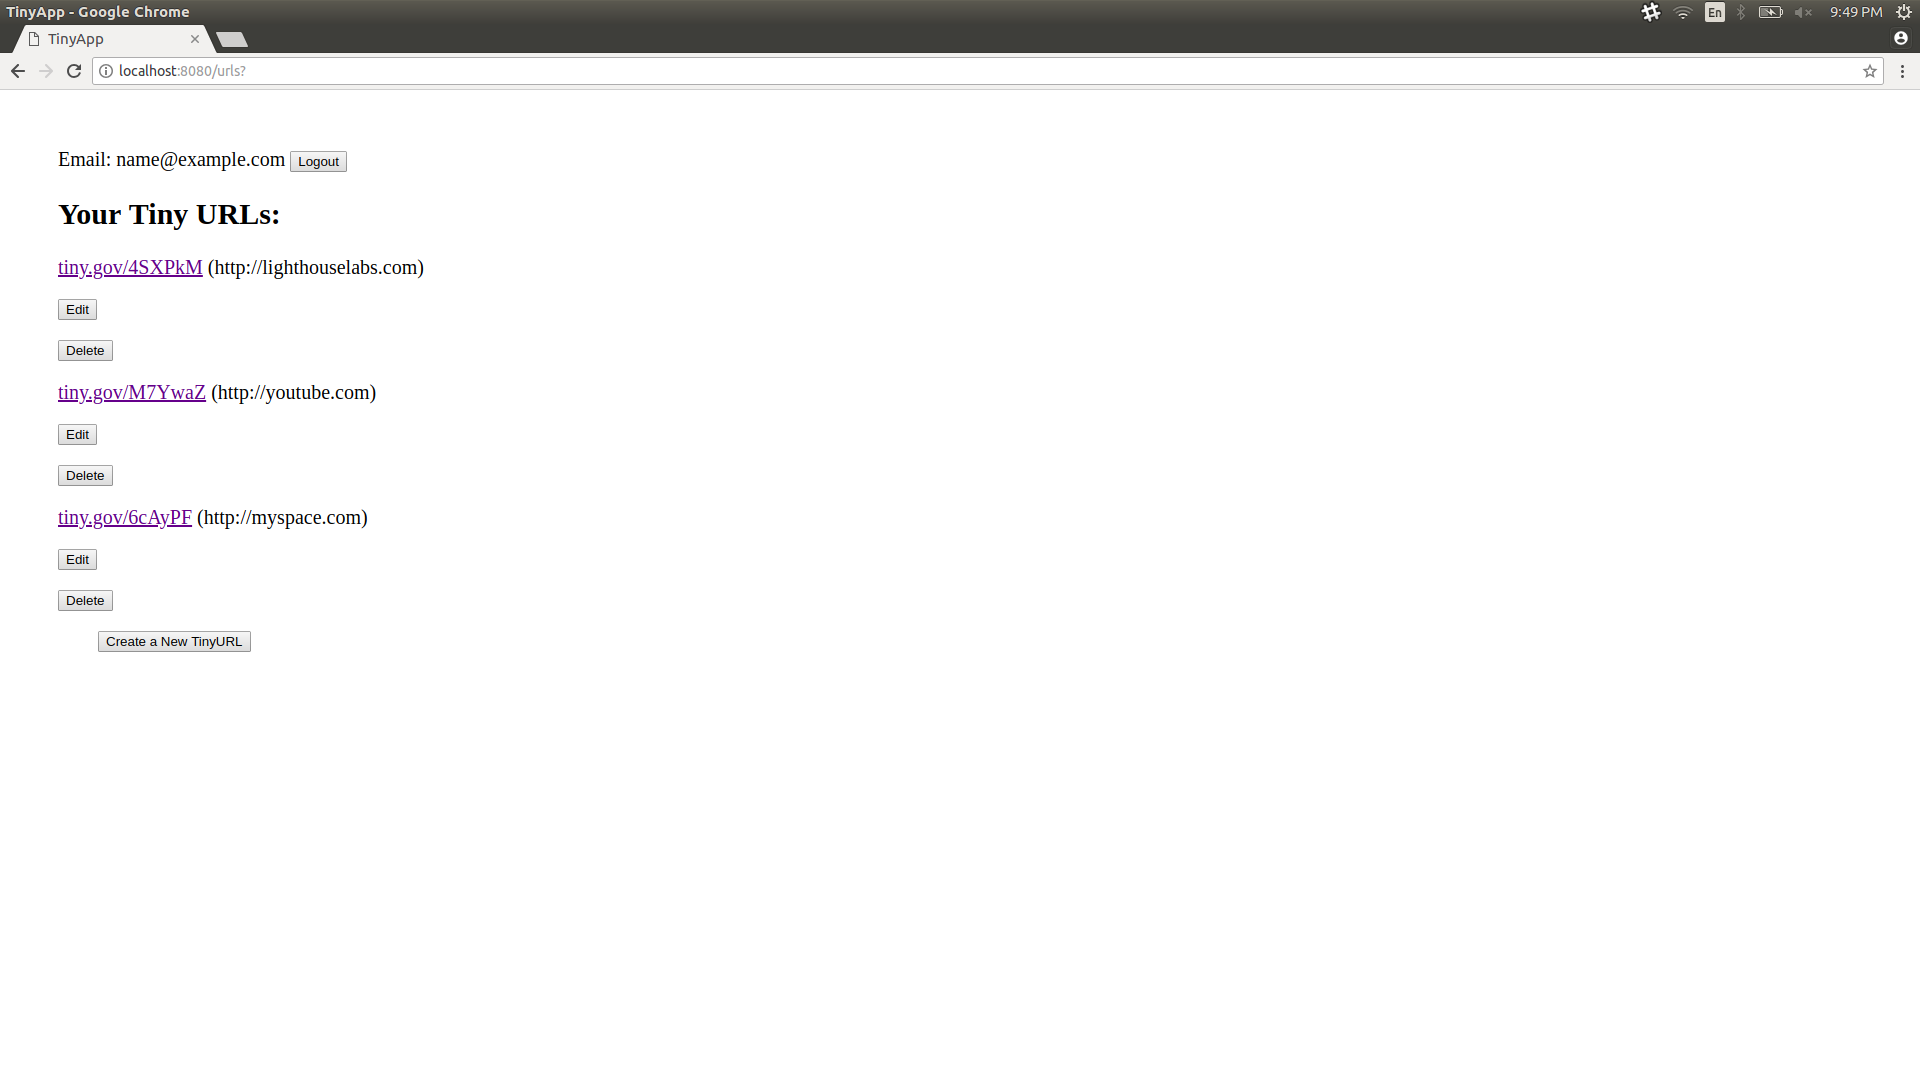 TinyApp - Google Chrome
En
9:49 PM
TinyApp
localhost:8080/urls?
Email: name@example.com Logout
Your Tiny URLs:
tiny.gov/4SXPkM (http://lighthouselabs.com)
Edit
Delete
tiny.gov/M7YwaZ (http://youtube.com)
Edit
Delete
tiny.gov/6cAyPF (http://myspace.com)
Edit
Delete
Create a New TinyURL